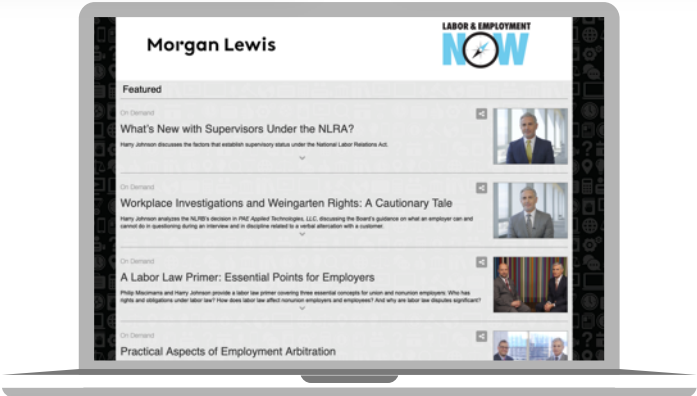 Morgan Lewis
LABOR & EMPLOYMENT
NOW
Featured
On Demand
What's New with Supervisors Under the NLRA?
Harry Johnson discusses the factors that establish supervisory status under the National Labor Relations Act.
On Demand
Workplace Investigations and Weingarten Rights: A Cautionary Tale
Harry Johnson analyzes the NLRB's decision in PAE Applied Technologies, LLC, discussing the Board's guidance on what an employer can and
cannot do in questioning during an interview and in discipline related to a verbal altercation with a customer.
On Demand
A Labor Law Primer: Essential Points for Employers
Philip Miscimarra and Harry Johnson provide a labor law primer covering three essential concepts for union and nonunion employers: Who has
rights and obligations under labor law? How does labor law affect nonunion employers and employees? And why are labor law disputes significant?
On Demand
Practical Aspects of Employment Arbitration